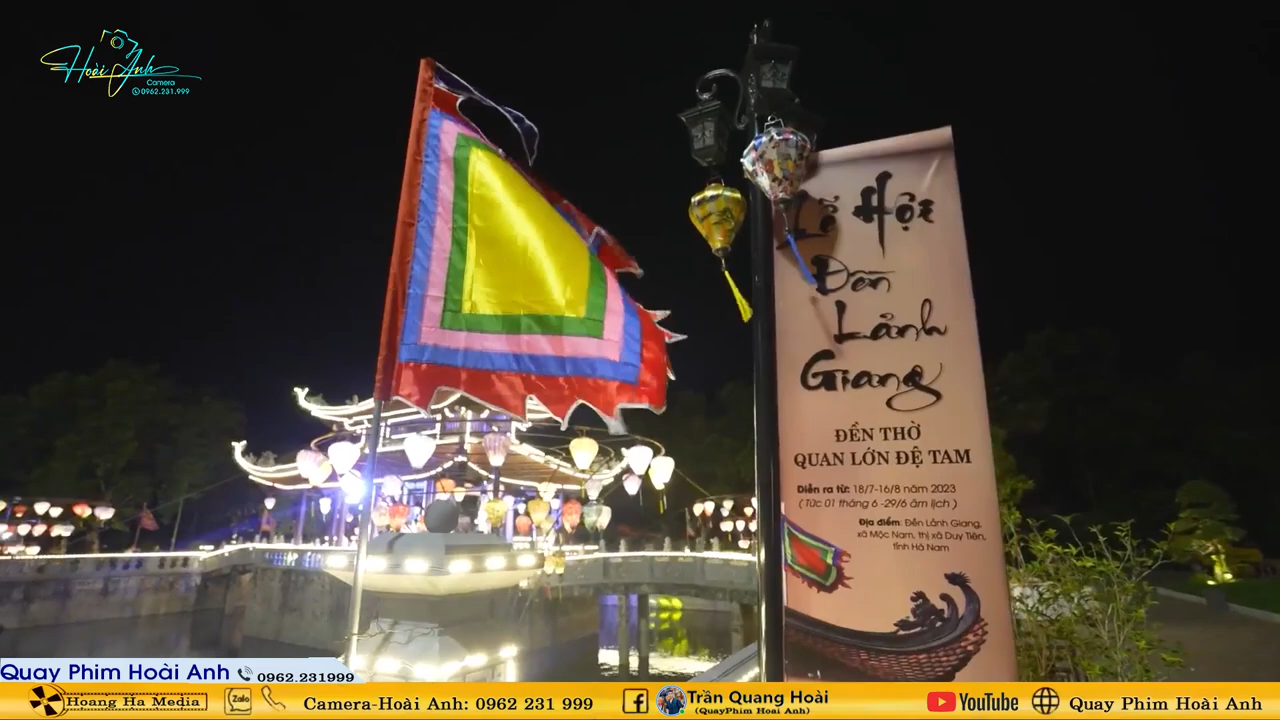 Hoài Anh
Camera
0962.231.999
Lễ Hội
Đền
Lảnh
Giang
ĐỀN THỜ
QUAN LỚN ĐỆ TAM
Diễn ra từ: 18/7-16/8 năm 2023
( Tức 01 tháng 6 -29/6 âm lịch )
Địa điểm: Đền Lảnh Giang,
xã Mộc Nam, thị xã Duy Tiên,
tỉnh Hà Nam
Quay Phim Hoài Anh 0962.231999
Hoang Ha Media
Zalo
Camera-Hoài Anh: 0962 231 999
Trần Quang Hoài
(QuayPhim Hoai Anh)
YouTube
Quay Phim Hoài Anh